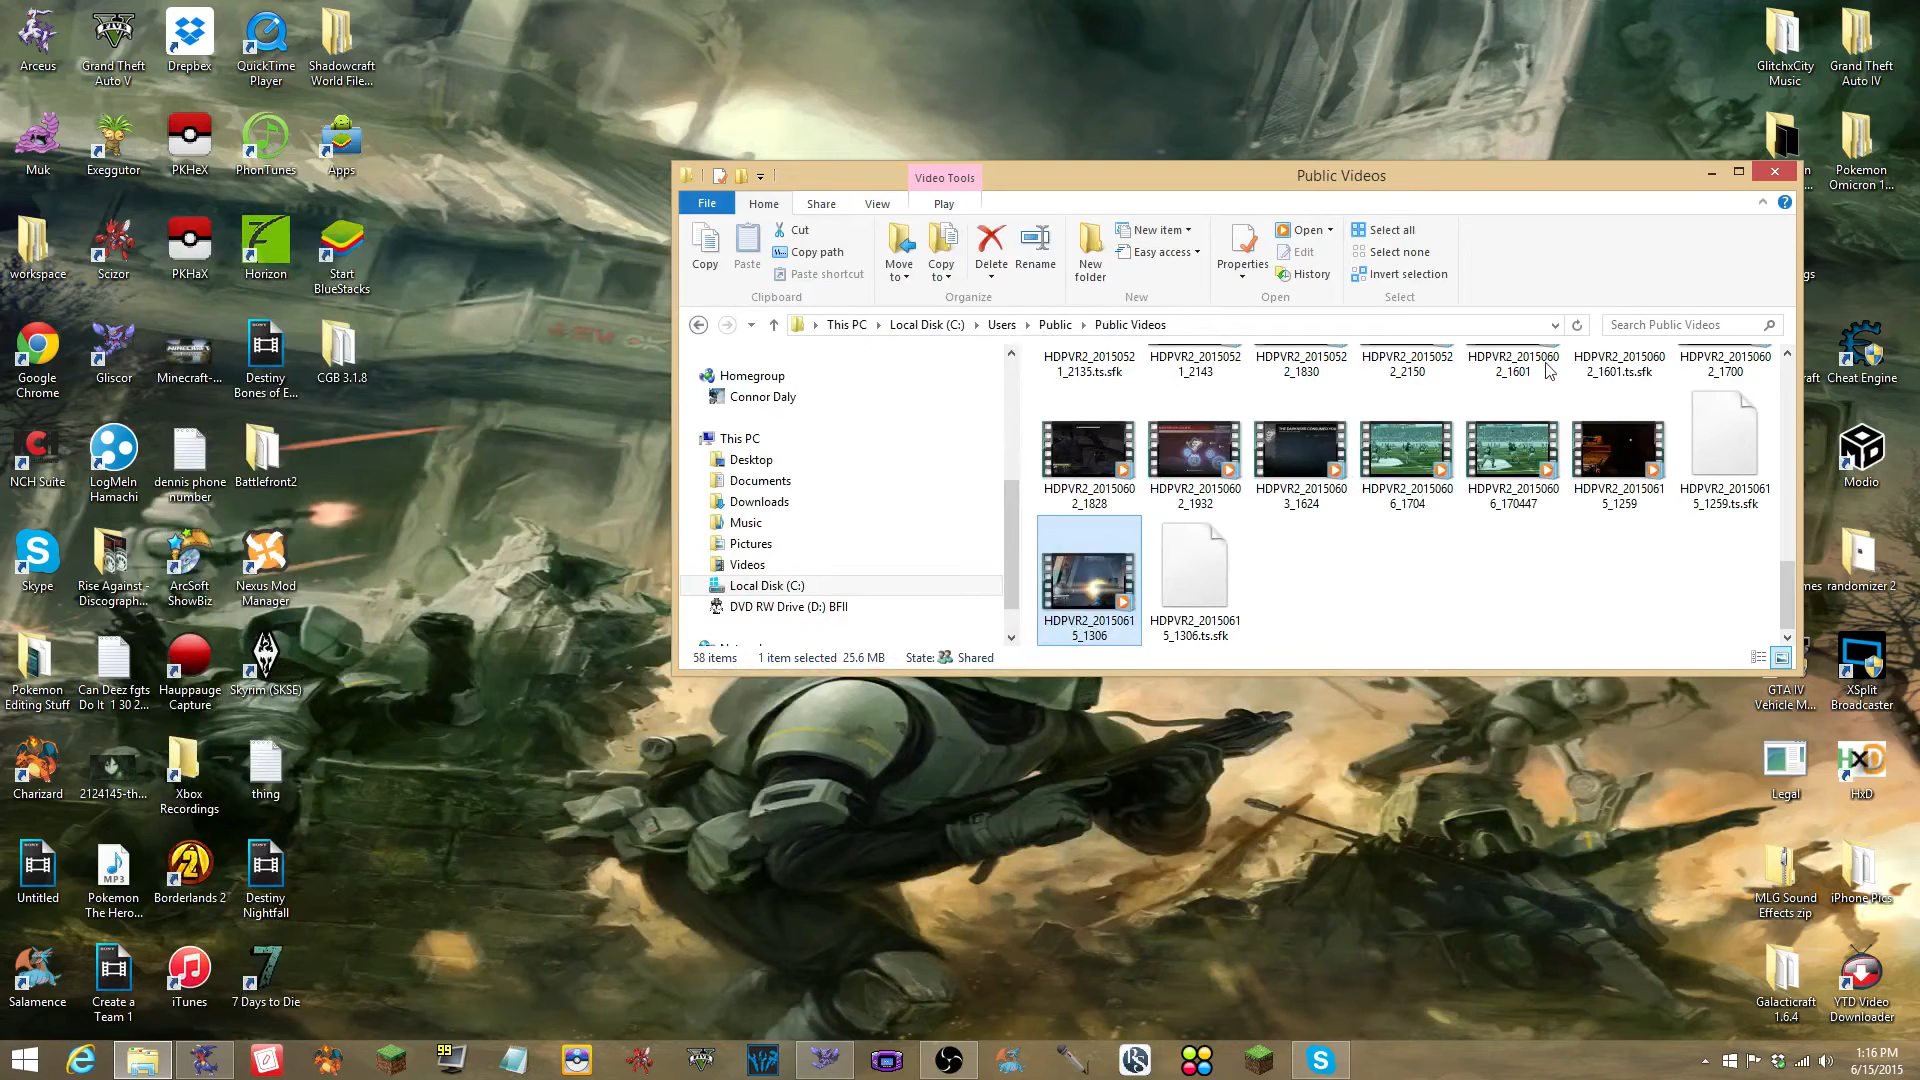 Arceus
Grand Theft
Auto V
Drepbex
QuickTime
Player
Shadowcraft
World File...
Muk
Exeggutor
PKHeX
PhonTunes
Apps
workspace
Scizor
PKHaX
Horizon
Start
BlueStacks
Google
Chrome
Gliscor
Minecraft-...
Destiny
Bones of E...
CGB 3.1.8
NCH Suite
LogMeIn
Hamachi
dennis phone
number
Battlefront2
Skype
Rise Against -
Discograph...
ArcSoft
ShowBiz
Nexus Mod
Manager
Pokemon
Editing Stuff
Can Deez fgts
Do It 1 30 2...
Hauppauge
Capture
Skyrim (SKSE)
Charizard
2124145-th...
Xbox
Recordings
thing
Untitled
Pokemon
The Hero...
Borderlands 2
Destiny
Nightfall
Salamence
Create a
Team 1
iTunes
7 Days to Die
Video Tools
Public Videos
File
Home
Share
View
Play
Copy
Paste
Cut
Copy path
Paste shortcut
Clipboard
Move
to
Copy
to
Delete
Rename
Organize
New
folder
New item
Easy access
New
Properties
Open
Edit
History
Open
Select all
Select none
Invert selection
Select
This PC
Local Disk (C:)
Users
Public
Public Videos
Search Public Videos
Homegroup
Connor Daly
This PC
Desktop
Documents
Downloads
Music
Pictures
Videos
Local Disk (C:)
DVD RW Drive (D:) BFII
HDPVR2_2015052
1_2135.ts.sfk
HDPVR2_2015052
1_2143
HDPVR2_2015052
2_1830
HDPVR2_2015052
2_2150
HDPVR2_2015060
2_1601
HDPVR2_2015060
2_1601.ts.sfk
HDPVR2_2015060
2_1700
HDPVR2_2015060
2_1828
HDPVR2_2015060
2_1932
HDPVR2_2015060
3_1624
HDPVR2_2015060
6_1704
HDPVR2_2015060
6_170447
HDPVR2_2015061
5_1259
HDPVR2_2015061
5_1259.ts.sfk
HDPVR2_2015061
5_1306
HDPVR2_2015061
5_1306.ts.sfk
58 items
1 item selected 25.6 MB
State: Shared
GlitchxCity
Music
Grand Theft
Auto IV
Pokemon
Omicron 1...
Cheat Engine
Modio
randomizer 2
GTA IV
Vehicle M...
XSplit
Broadcaster
Legal
HxD
MLG Sound
Effects zip
iPhone Pics
Galacticraft
1.6.4
YTD Video
Downloader
1:16 PM
6/15/2015